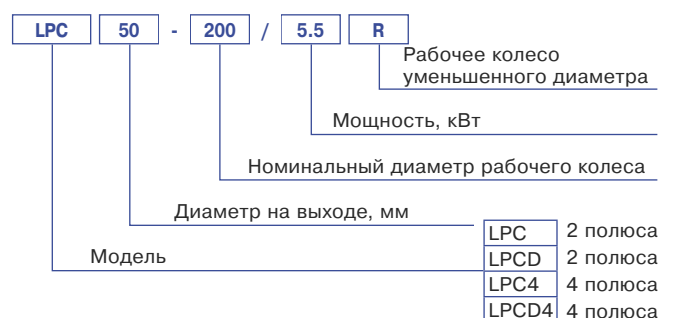 LPC 50 - 200 / 5.5 R
Рабочее колесо
уменьшенного диаметра
Мощность, кВт
Номинальный диаметр рабочего колеса
Диаметр на выходе, мм
Модель
LPC 2 полюса
LPCD 2 полюса
LPC4 4 полюса
LPCD4 4 полюса